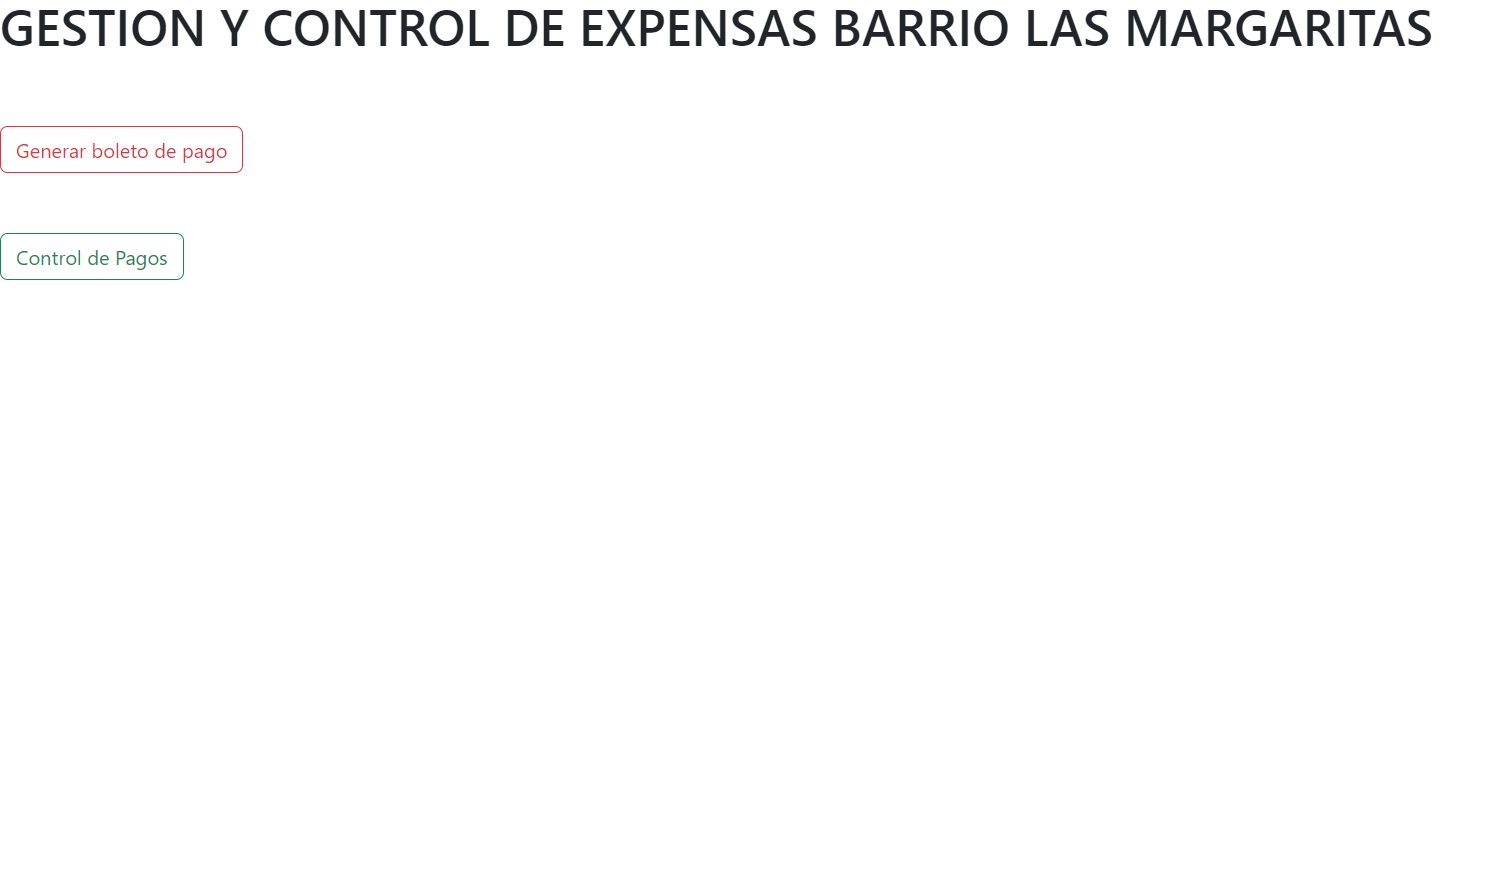 GESTION Y CONTROL DE EXPENSAS BARRIO LAS MARGARITAS
Generar boleto de pago
Control de Pagos